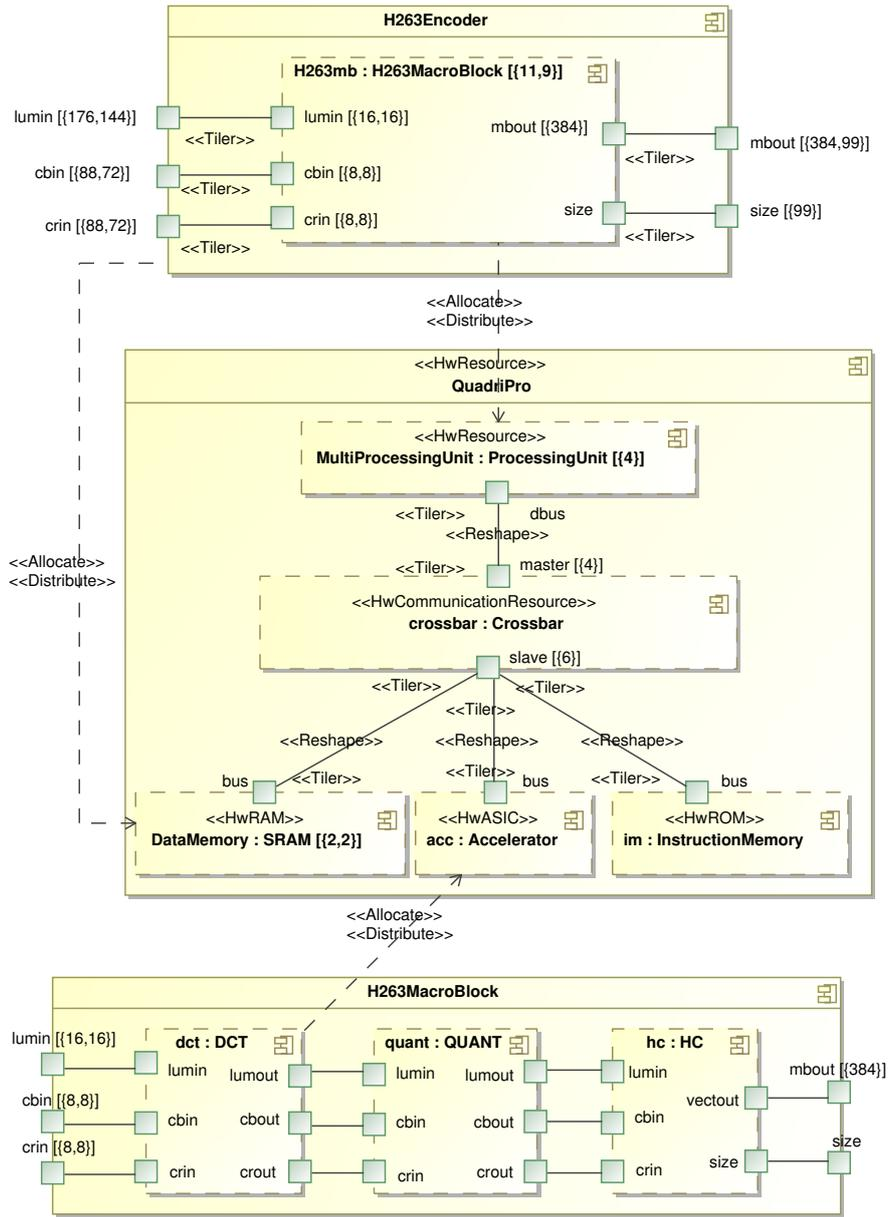 H263Encoder
H263mb : H263MacroBlock [{11,9}]
lumin [{176,144}]
lumin [{16,16}]
<<Tiler>>
mbout [{384}]
mbout [{384,99}]
<<Tiler>>
cbin [{88,72}]
cbin [{8,8}]
<<Tiler>>
crin [{88,72}]
crin [{8,8}]
<<Tiler>>
size
size [{99}]
<<Tiler>>
<<Allocate>>
<<Distribute>>
<<HwResource>>
QuadriPro
<<HwResource>>
MultiProcessingUnit : ProcessingUnit [{4}]
<<Tiler>>
dbus
<<Reshape>>
<<Tiler>>
master [{4}]
<<Allocate>>
<<Distribute>>
<<HwCommunicationResource>>
crossbar : Crossbar
slave [{6}]
<<Tiler>>
<<Tiler>>
<<Tiler>>
<<Reshape>>
<<Reshape>>
<<Reshape>>
bus
<<Tiler>>
<<Tiler>>
bus
<<Tiler>>
bus
<<HwRAM>>
DataMemory : SRAM [{2,2}]
<<HwASIC>>
acc : Accelerator
<<HwROM>>
im : InstructionMemory
<<Allocate>>
<<Distribute>>
H263MacroBlock
dct : DCT
quant : QUANT
hc : HC
lumin [{16,16}]
lumin
lumout
lumin
lumout
lumin
mbout [{384}]
cbin [{8,8}]
cbin
cbout
cbin
cbout
cbin
vectout
crin [{8,8}]
crin
crout
crin
crout
crin
size
size